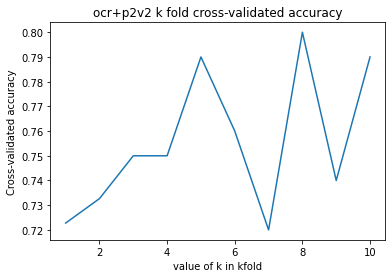 ocr+p2v2 k fold cross-validated accuracy
0.80
0.79
0.78
0.77
0.76
0.75
0.74
0.73
0.72
Cross-validated accuracy
2 4 6 8 10
value of k in kfold